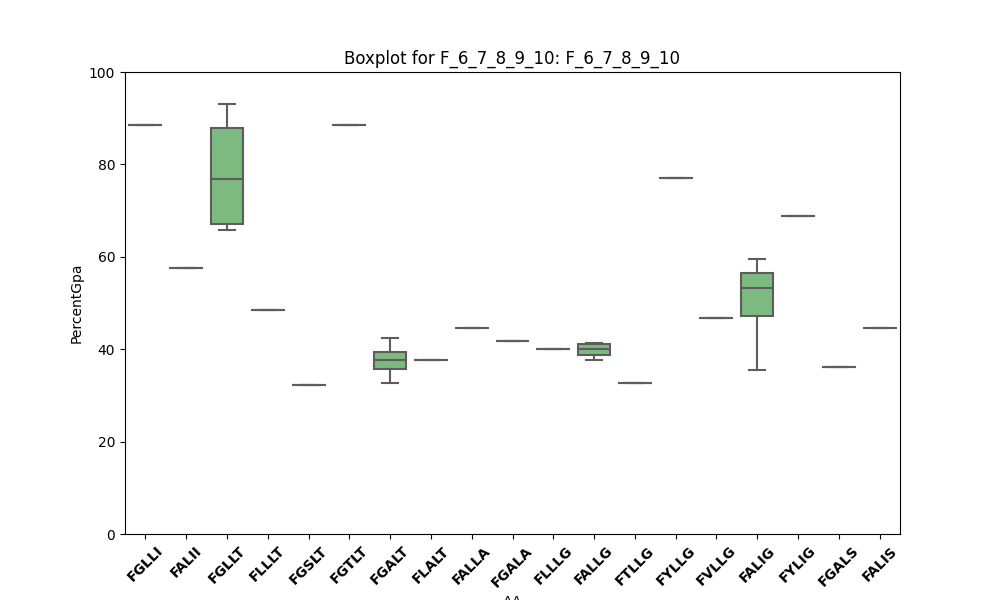 Boxplot for F_6_7_8_9_10: F_6_7_8_9_10
PercentGpa
100
80
60
40
20
0
FGLLI FALII FGLLT FLLLT FGSLT FGTLT FGALT FLALT FALLA FGALA FLLLG FALLG FTLLG FYLLG FVLLG FALIG FYLIG FGALS FALIS
AA